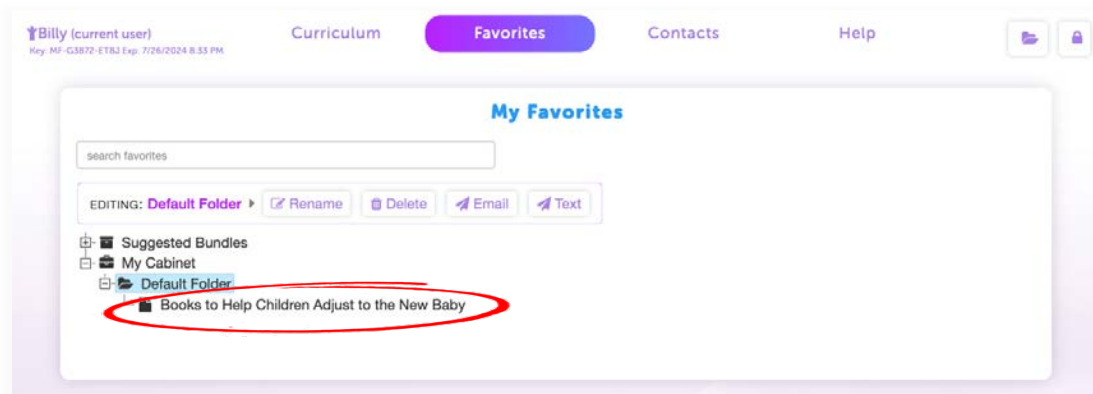 Billy (current user)
Key: MF-G3872-ET8J Exp: 7/26/2024 8:33 PM
Curriculum
Favorites
Contacts
Help
My Favorites
search favorites
EDITING: Default Folder Rename Delete Email Text
Suggested Bundles
My Cabinet
Default Folder
Books to Help Children Adjust to the New Baby